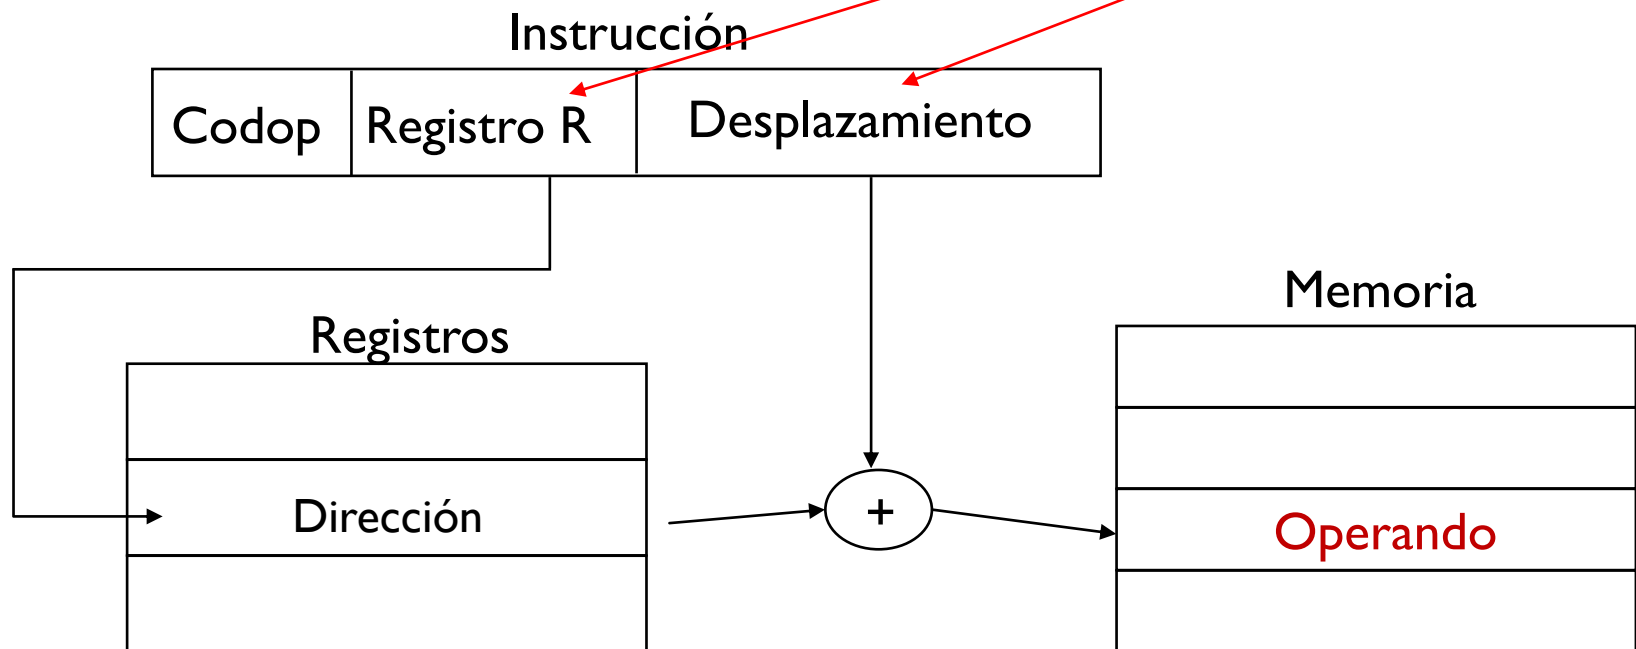 Instrucción
Codop Registro R Desplazamiento
Memoria
Registros
Dirección
+
Operando